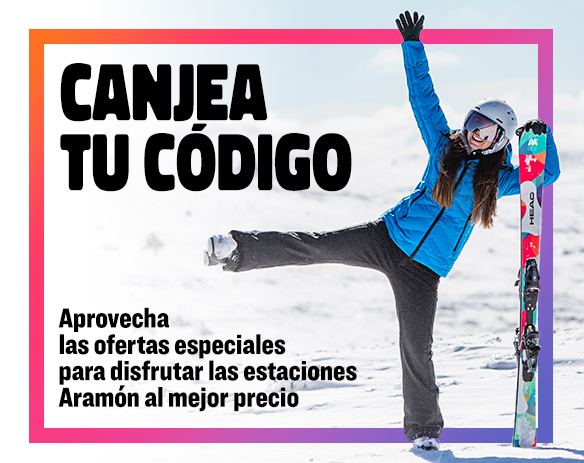 CANJEA
TU CÓDIGO
Aprovecha
las ofertas especiales
para disfrutar las estaciones
Aramón al mejor precio
HEAD